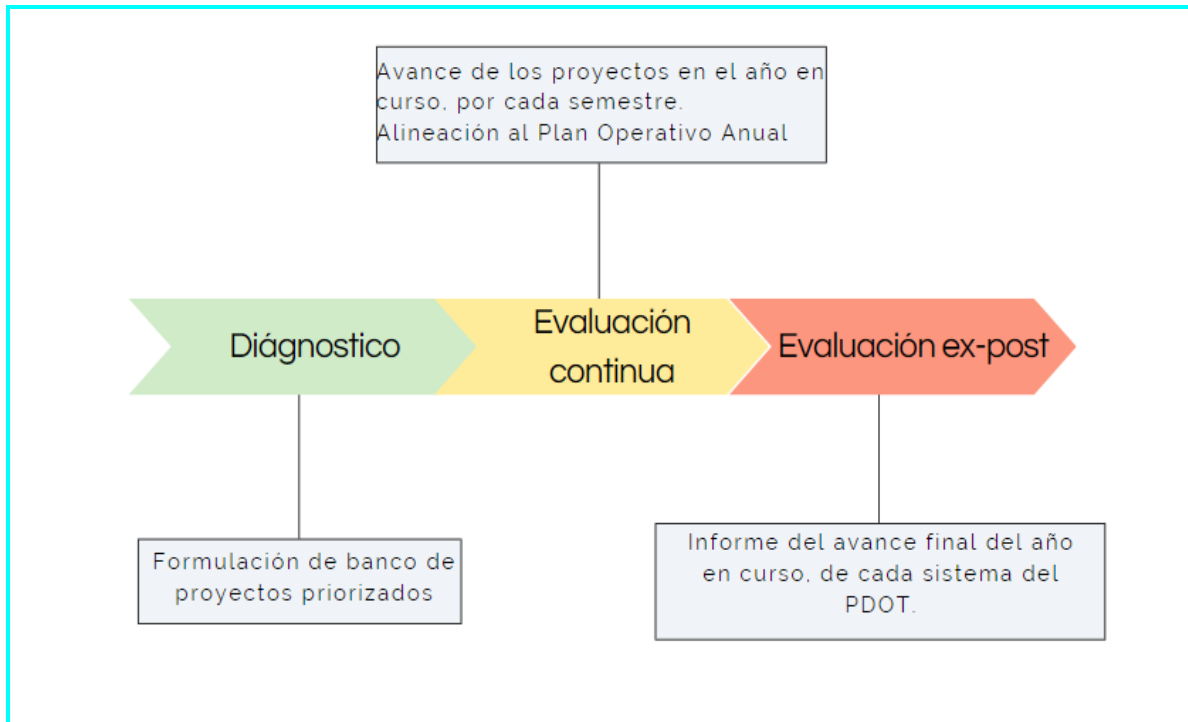 Avance de los proyectos en el año en
curso, por cada semestre.
Alineación al Plan Operativo Anual
Diágnostico
Evaluación
continua
Evaluación ex-post
Formulación de banco de
proyectos priorizados
Informe del avance final del año
en curso, de cada sistema del
PDOT.